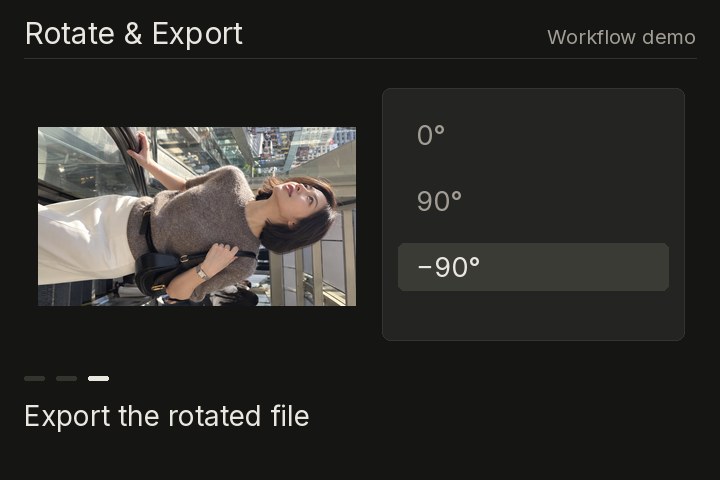 Rotate & Export
Workflow demo
0°
90°
−90°
Export the rotated file